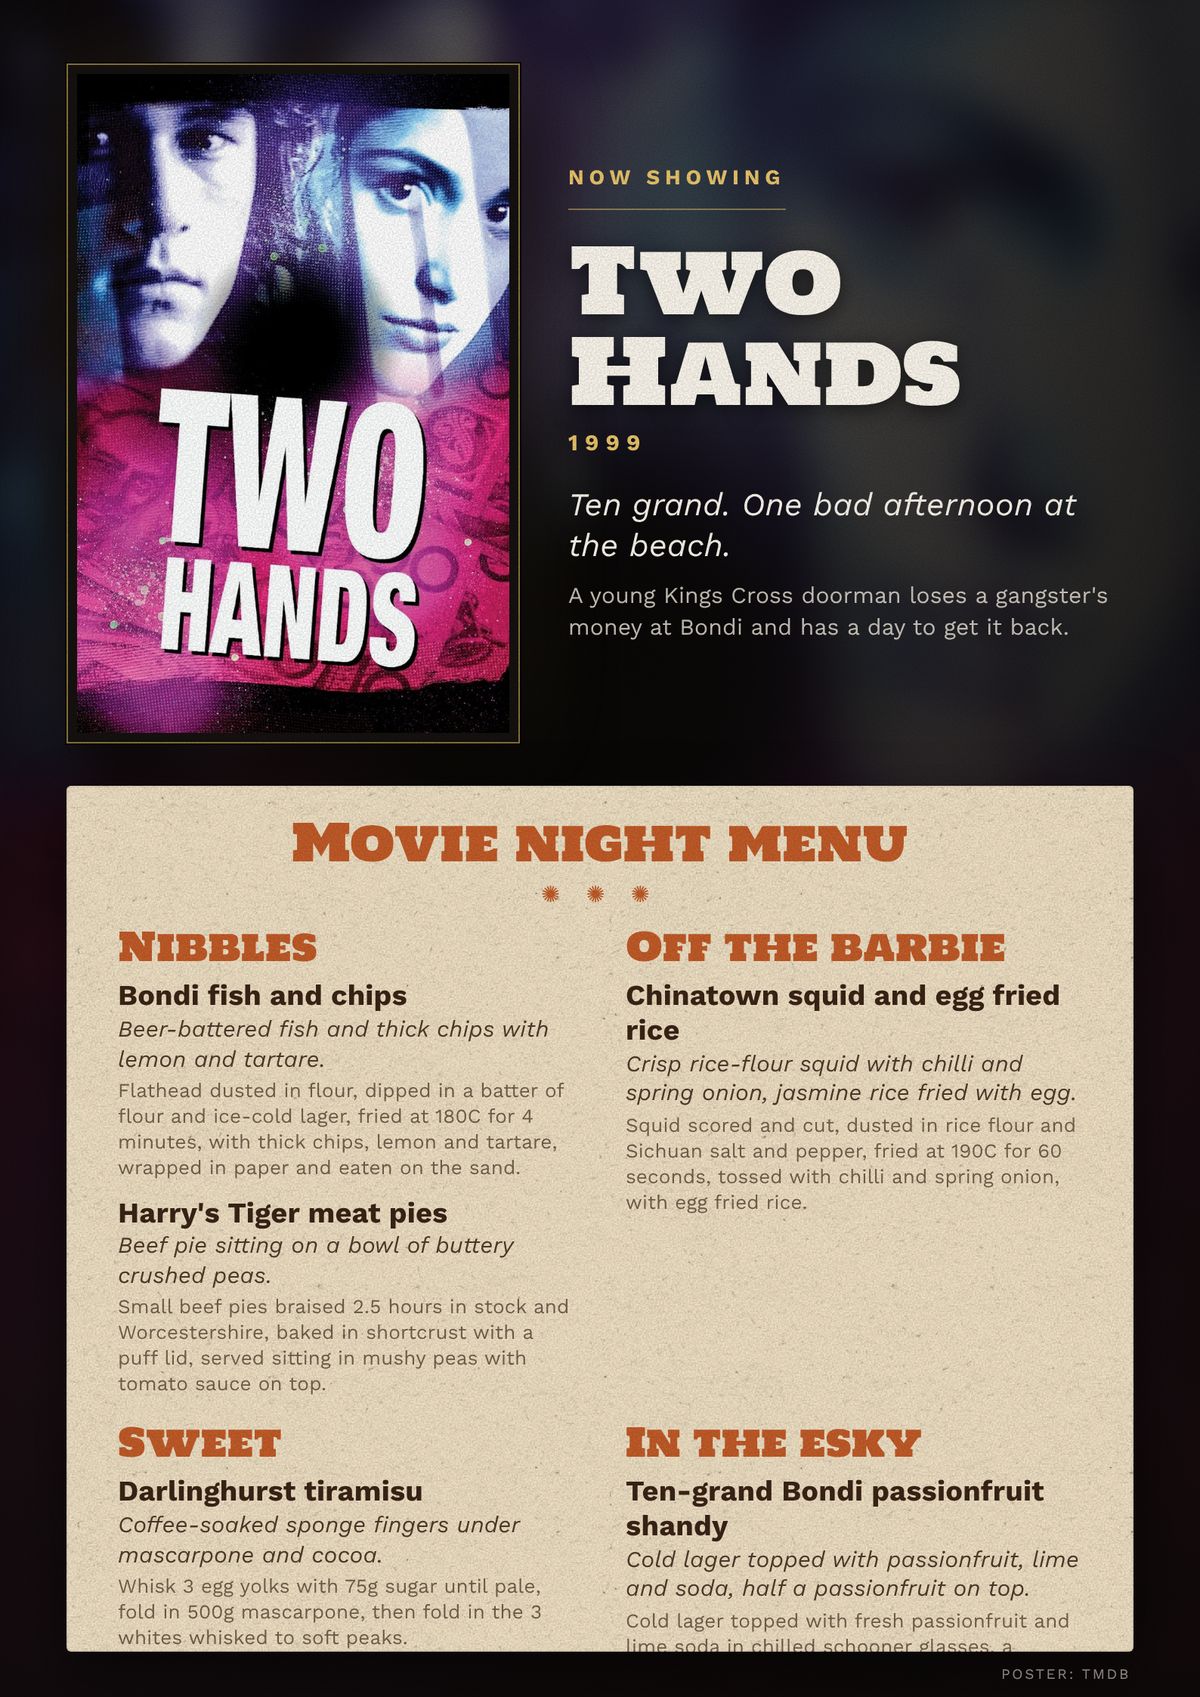 TWO
HANDS
NOW SHOWING
Two
Hands
1999
Ten grand. One bad afternoon at
the beach.
A young Kings Cross doorman loses a gangster's
money at Bondi and has a day to get it back.
Movie night menu
Nibbles
Bondi fish and chips
Beer-battered fish and thick chips with
lemon and tartare.
Flathead dusted in flour, dipped in a batter of
flour and ice-cold lager, fried at 180C for 4
minutes, with thick chips, lemon and tartare,
wrapped in paper and eaten on the sand.
Harry's Tiger meat pies
Beef pie sitting on a bowl of buttery
crushed peas.
Small beef pies braised 2.5 hours in stock and
Worcestershire, baked in shortcrust with a
puff lid, served sitting in mushy peas with
tomato sauce on top.
Off the barbie
Chinatown squid and egg fried
rice
Crisp rice-flour squid with chilli and
spring onion, jasmine rice fried with egg.
Squid scored and cut, dusted in rice flour and
Sichuan salt and pepper, fried at 190C for 60
seconds, tossed with chilli and spring onion,
with egg fried rice.
Sweet
Darlinghurst tiramisu
Coffee-soaked sponge fingers under
mascarpone and cocoa.
Whisk 3 egg yolks with 75g sugar until pale,
fold in 500g mascarpone, then fold in the 3
whites whisked to soft peaks.
In the esky
Ten-grand Bondi passionfruit
shandy
Cold lager topped with passionfruit, lime
and soda, half a passionfruit on top.
Cold lager topped with fresh passionfruit and
lime soda in chilled schooner glasses, a
POSTER: TMDB